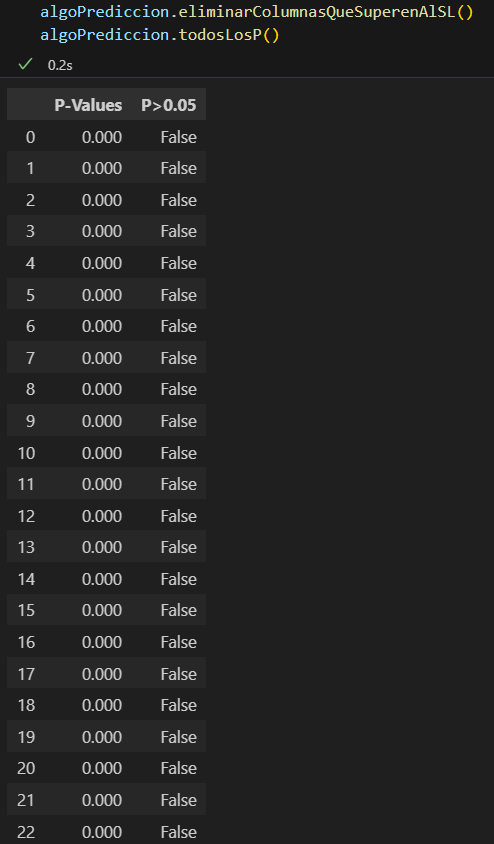 algoPrediccion.eliminarColumnasQueSuperenAlSL()
algoPrediccion.todosLosP()
0.2s
P-Values P>0.05
0 0.000 False
1 0.000 False
2 0.000 False
3 0.000 False
4 0.000 False
5 0.000 False
6 0.000 False
7 0.000 False
8 0.000 False
9 0.000 False
10 0.000 False
11 0.000 False
12 0.000 False
13 0.000 False
14 0.000 False
15 0.000 False
16 0.000 False
17 0.000 False
18 0.000 False
19 0.000 False
20 0.000 False
21 0.000 False
22 0.000 False